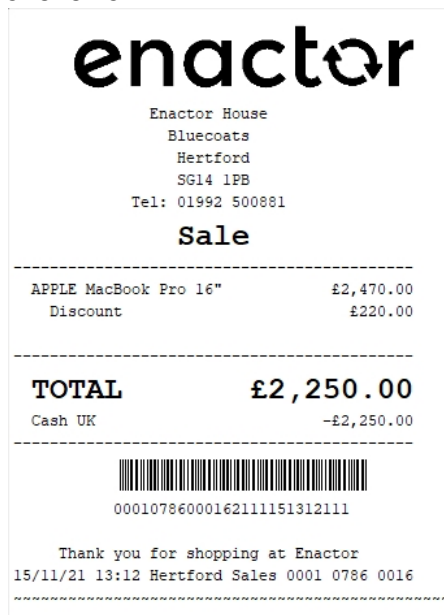 enactor
Enactor House
Bluecoats
Hertford
SG14 1PB
Tel: 01992 500881
Sale
------------------------------------------
APPLE MacBook Pro 16" £2,470.00
Discount £220.00
------------------------------------------
TOTAL £2,250.00
Cash UK -£2,250.00
------------------------------------------
00010786000162111151312111
Thank you for shopping at Enactor
15/11/21 13:12 Hertford Sales 0001 0786 0016
~~~~~~~~~~~~~~~~~~~~~~~~~~~~~~~~~~~~~~~~~~~~~~~